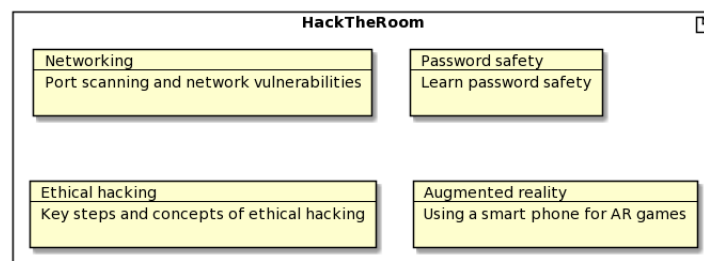 HackTheRoom
Networking
Port scanning and network vulnerabilities
Password safety
Learn password safety
Ethical hacking
Key steps and concepts of ethical hacking
Augmented reality
Using a smart phone for AR games